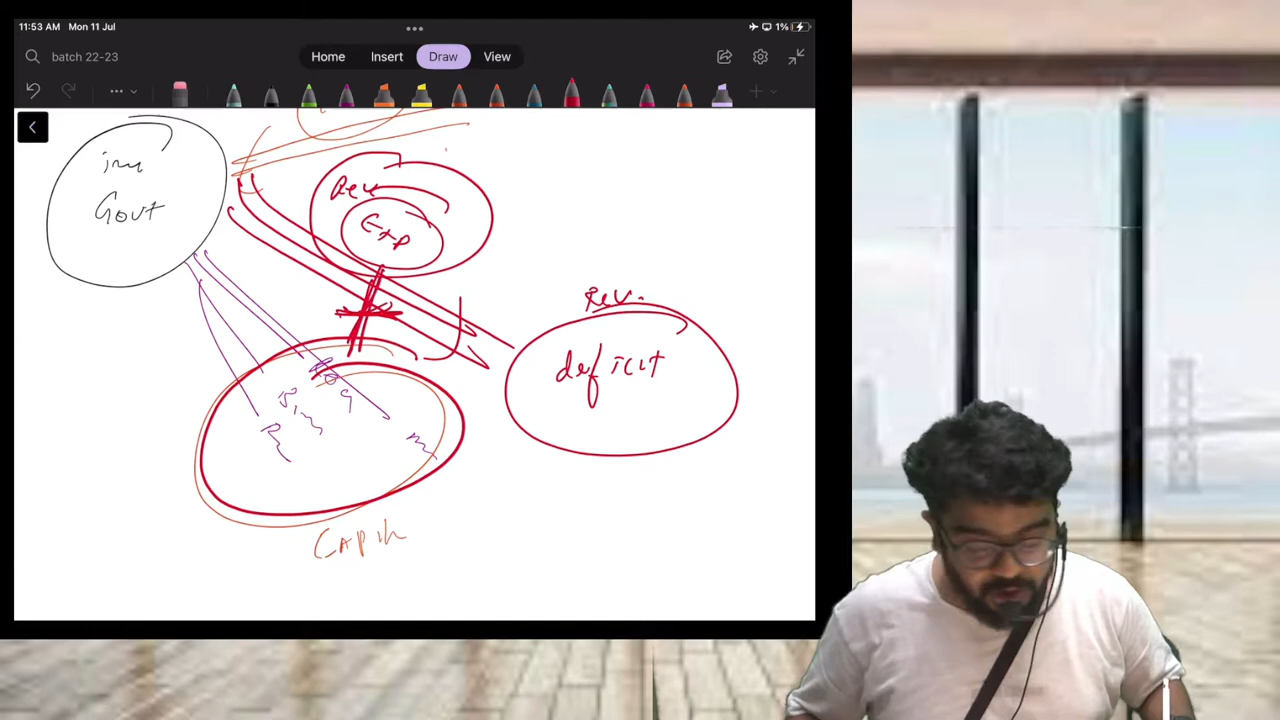 11:53 AM Mon 11 Jul
1%
batch 22-23
Home Insert Draw View
Govt
Rev
Exp
Rev.
deficit